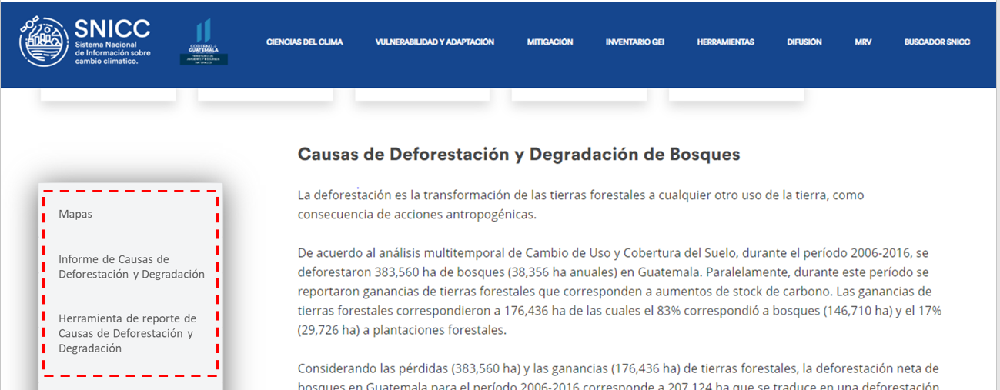 SNICC
Sistema Nacional
de Información sobre
cambio climatico.
GOBIERNO de
GUATEMALA
MINISTERIO DE
AMBIENTE Y RECURSOS
NATURALES
CIENCIAS DEL CLIMA
VULNERABILIDAD Y ADAPTACIÓN
MITIGACIÓN
INVENTARIO GEI
HERRAMIENTAS
DIFUSIÓN
MRV
BUSCADOR SNICC
Mapas
Informe de Causas de
Deforestación y Degradación
Herramienta de reporte de
Causas de Deforestación y
Degradación
Causas de Deforestación y Degradación de Bosques
La deforestación es la transformación de las tierras forestales a cualquier otro uso de la tierra, como
consecuencia de acciones antropogénicas.
De acuerdo al análisis multitemporal de Cambio de Uso y Cobertura del Suelo, durante el período 2006-2016, se
deforestaron 383,560 ha de bosques (38,356 ha anuales) en Guatemala. Paralelamente, durante este período se
reportaron ganancias de tierras forestales que corresponden a aumentos de stock de carbono. Las ganancias de
tierras forestales correspondieron a 176,436 ha de las cuales el 83% correspondió a bosques (146,710 ha) y el 17%
(29,726 ha) a plantaciones forestales.
Considerando las pérdidas (383,560 ha) y las ganancias (176,436 ha) de tierras forestales, la deforestación neta de
bosques en Guatemala para el período 2006-2016 corresponde a 207,124 ha que se traduce en una deforestación